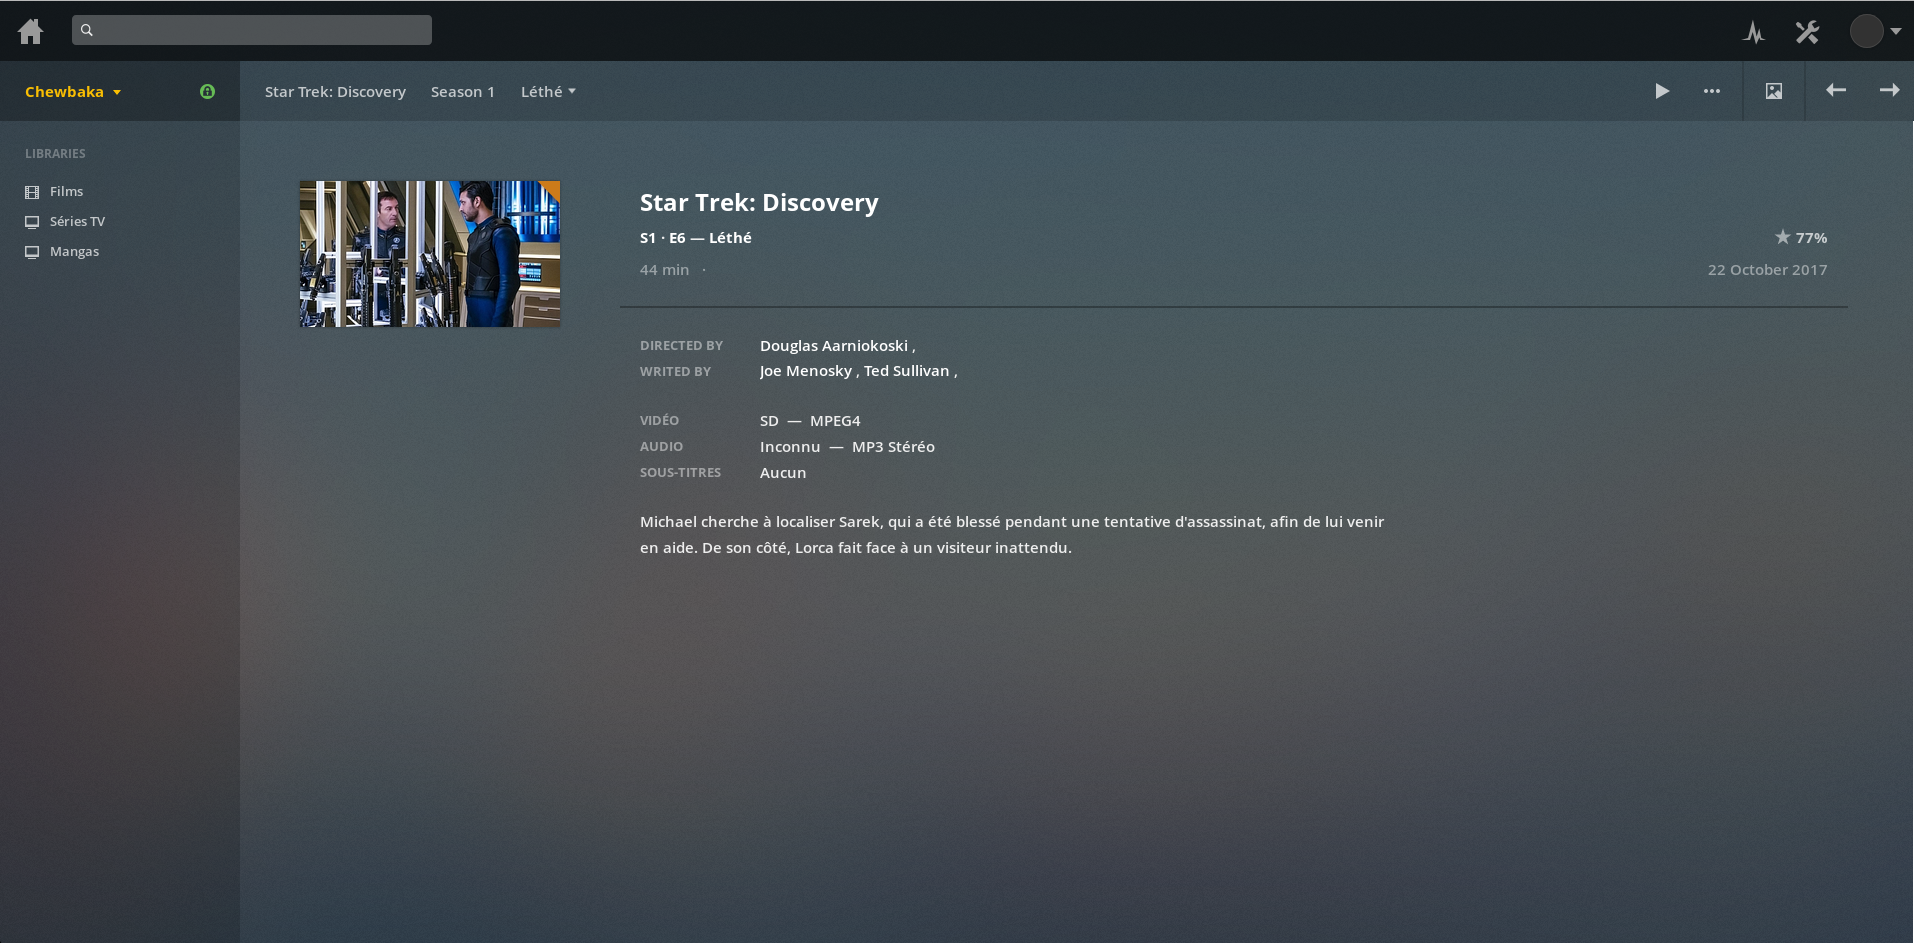 Chewbaka
Star Trek: Discovery Season 1 Léthé
LIBRARIES
Films
Séries TV
Mangas
Star Trek: Discovery
S1 · E6 — Léthé
77%
44 min ·
22 October 2017
DIRECTED BY Douglas Aarniokoski ,
WRITED BY Joe Menosky , Ted Sullivan ,
VIDÉO SD — MPEG4
AUDIO Inconnu — MP3 Stéréo
SOUS-TITRES Aucun
Michael cherche à localiser Sarek, qui a été blessé pendant une tentative d'assassinat, afin de lui venir
en aide. De son côté, Lorca fait face à un visiteur inattendu.